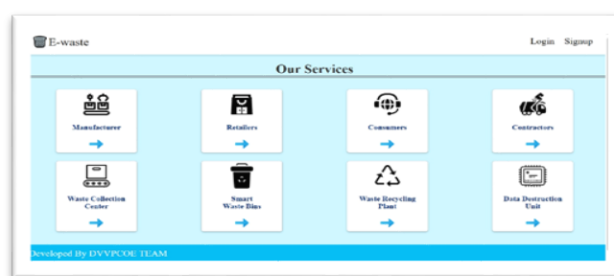 E-waste
Login Signup
Our Services
Manufacturer
Retailers
Consumers
Contractors
Waste Collection
Center
Smart
Waste Bins
Waste Recycling
Plant
Data Destruction
Unit
Developed By DVVPCOE TEAM